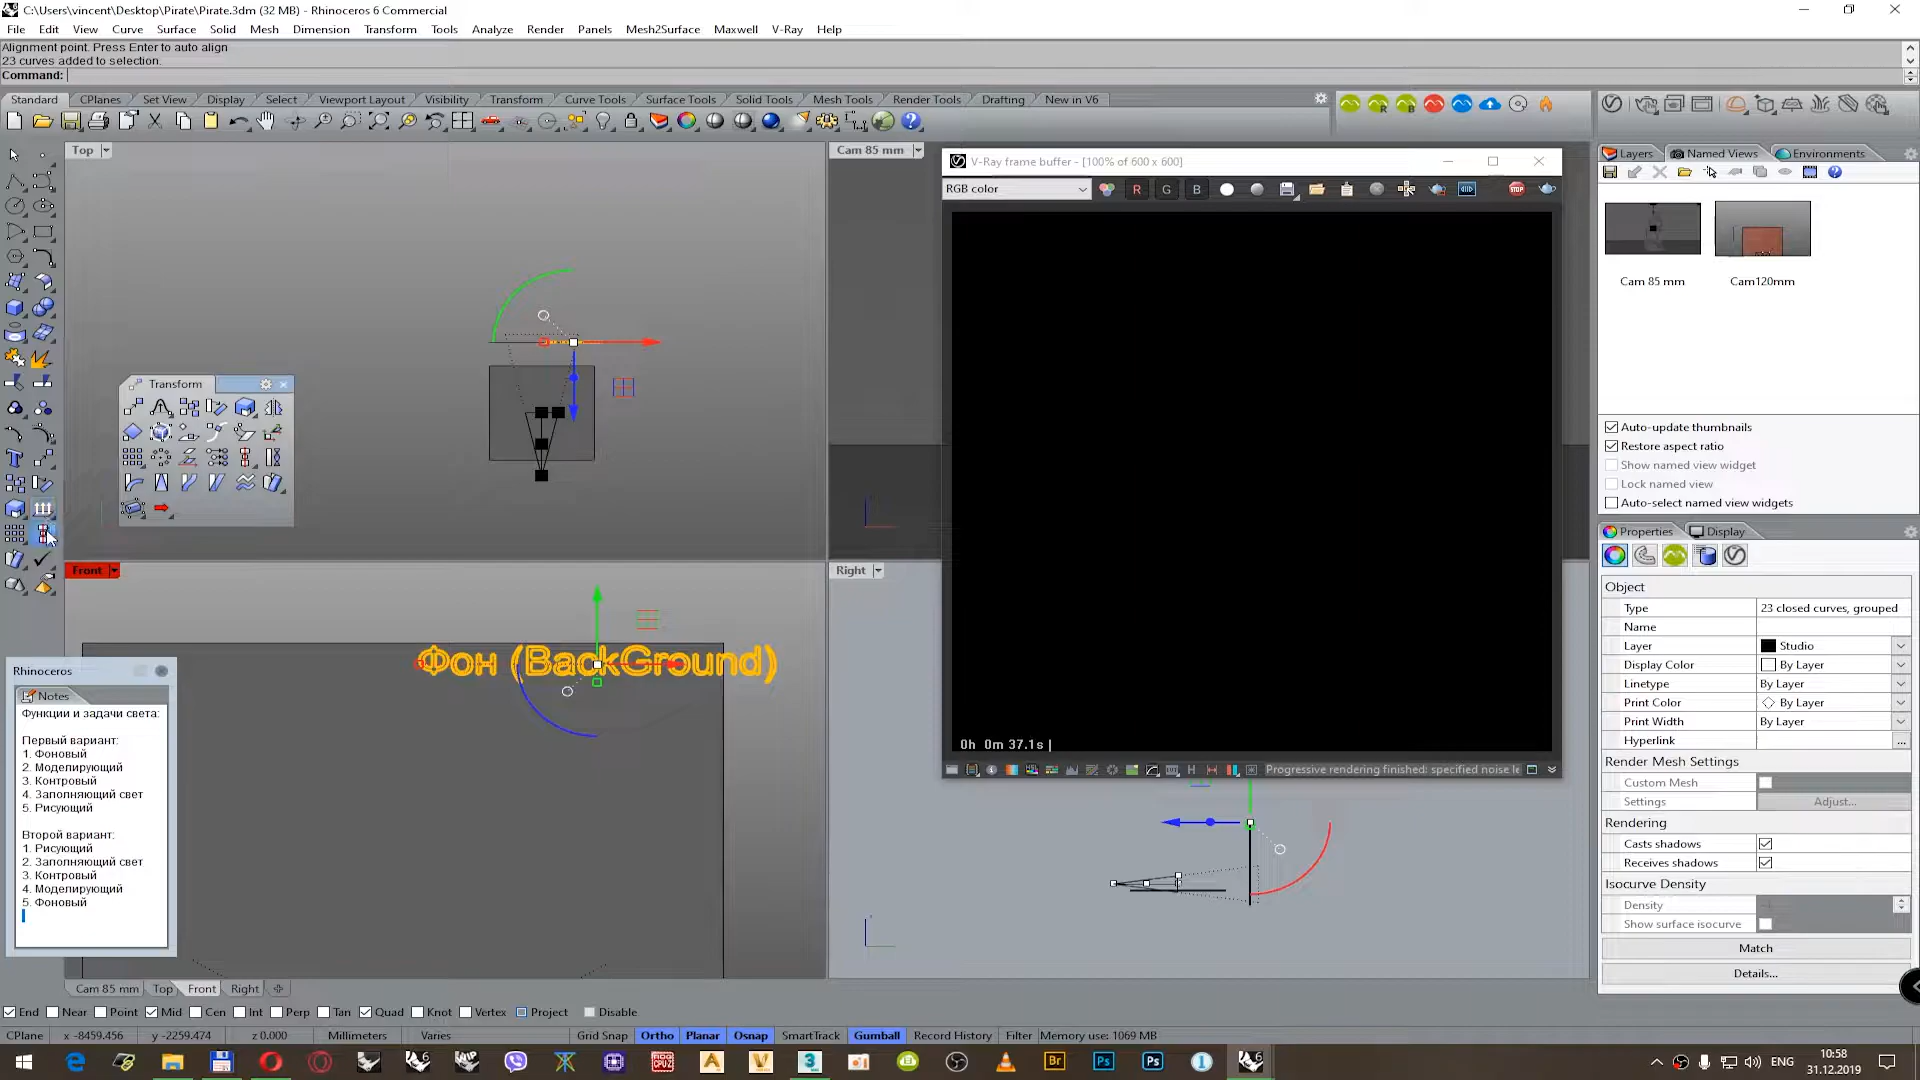 C:\Users\vincent\Desktop\Pirate\Pirate.3dm (32 MB) - Rhinoceros 6 Commercial
File Edit View Curve Surface Solid Mesh Dimension Transform Tools Analyze Render Panels Mesh2Surface Maxwell V-Ray Help
Alignment point. Press Enter to auto align
23 curves added to selection.
Command:
Standard CPlanes Set View Display Select Viewport Layout Visibility Transform Curve Tools Surface Tools Solid Tools Mesh Tools Render Tools Drafting New in V6
Top
Cam 85 mm
V-Ray frame buffer - [100% of 600 x 600]
RGB color
R G B
STOP
0h 0m 37.1s |
Progressive rendering finished: specified noise le
Layers Named Views Environments
Cam 85 mm Cam120mm
Auto-update thumbnails
Restore aspect ratio
Show named view widget
Lock named view
Auto-select named view widgets
Properties Display
Object
Type 23 closed curves, grouped
Name
Layer Studio
Display Color By Layer
Linetype By Layer
Print Color By Layer
Print Width By Layer
Hyperlink ...
Render Mesh Settings
Custom Mesh
Settings Adjust...
Rendering
Casts shadows
Receives shadows
Isocurve Density
Density
Show surface isocurve
Match
Details...
Transform
Front
Right
Фон (BackGround)
Rhinoceros
Notes
Функции и задачи света:
Первый вариант:
1. Фоновый
2. Моделирующий
3. Контровый
4. Заполняющий свет
5. Рисующий
Второй вариант:
1. Рисующий
2. Заполняющий свет
3. Контровый
4. Моделирующий
5. Фоновый
Cam 85 mm Top Front Right
End Near Point Mid Cen Int Perp Tan Quad Knot Vertex Project Disable
CPlane x -8459.456 y -2259.474 z 0.000 Millimeters Varies Grid Snap Ortho Planar Osnap SmartTrack Gumball Record History Filter Memory use: 1069 MB
ENG
10:58
31.12.2019